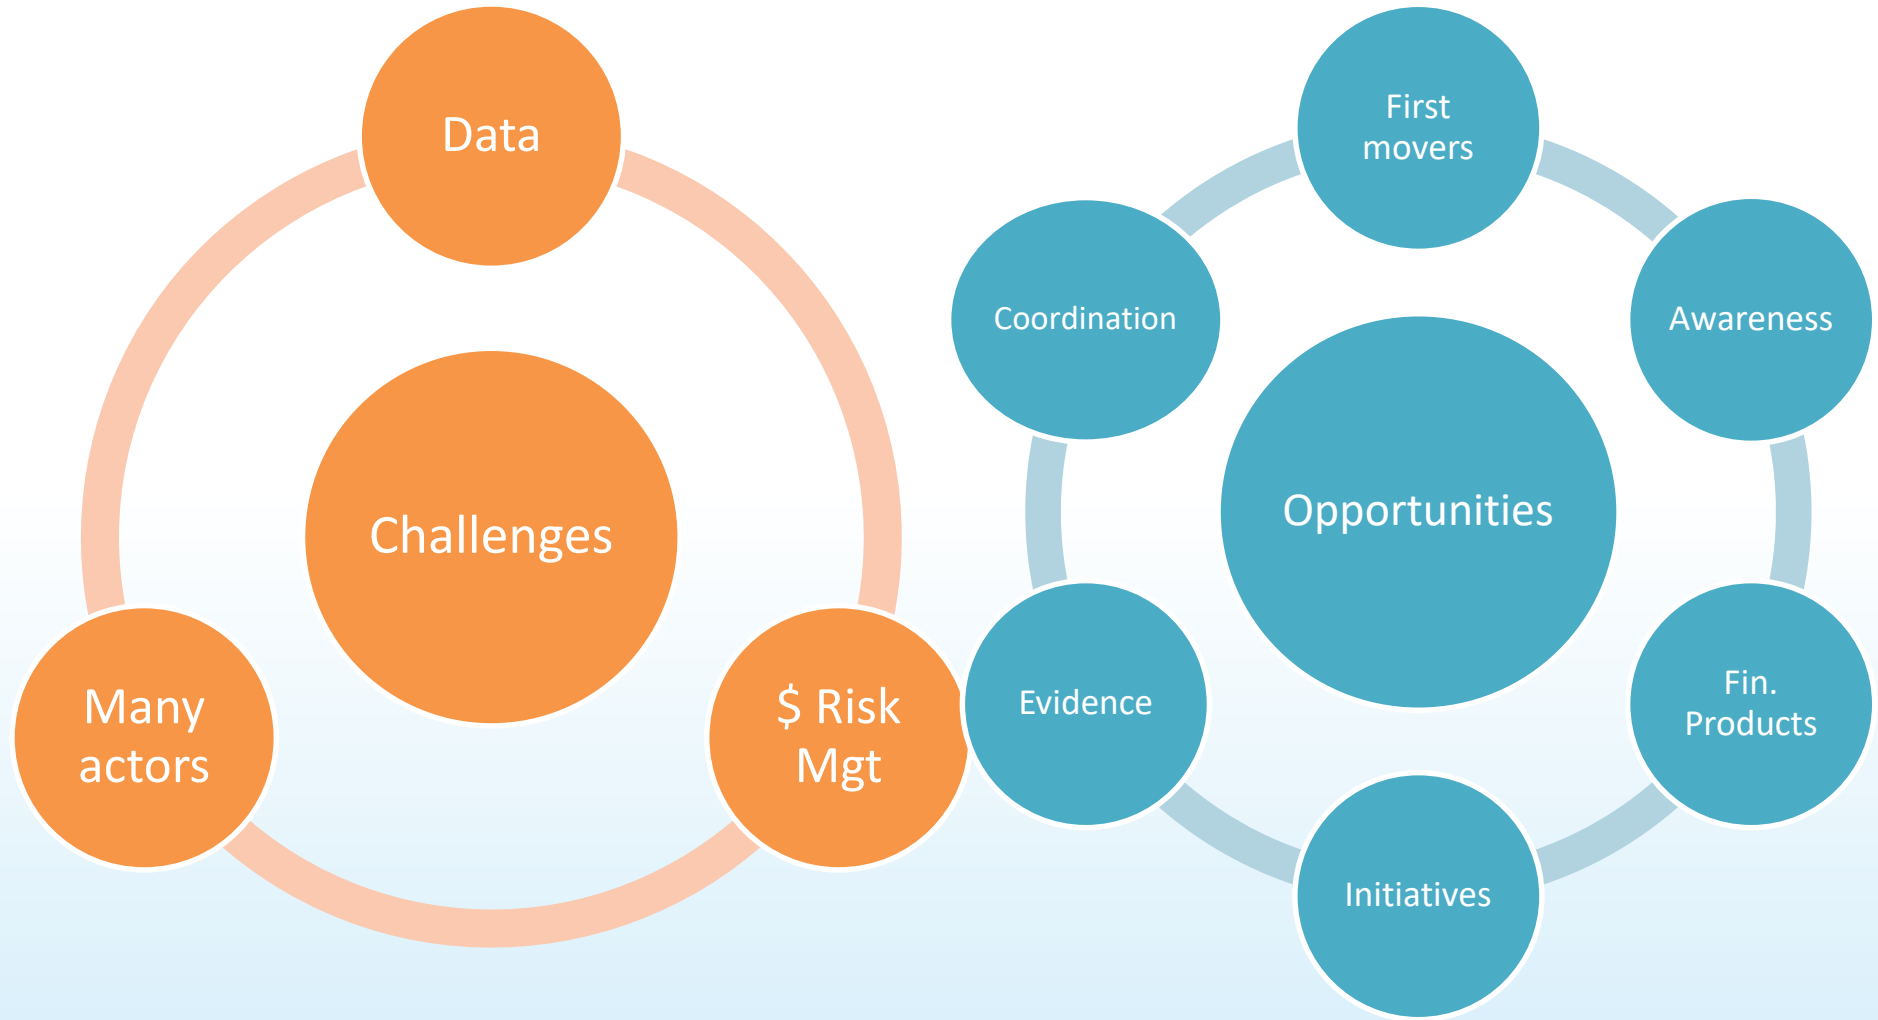 Data
Challenges
Many
actors
$ Risk
Mgt
First
movers
Coordination
Awareness
Opportunities
Evidence
Fin.
Products
Initiatives